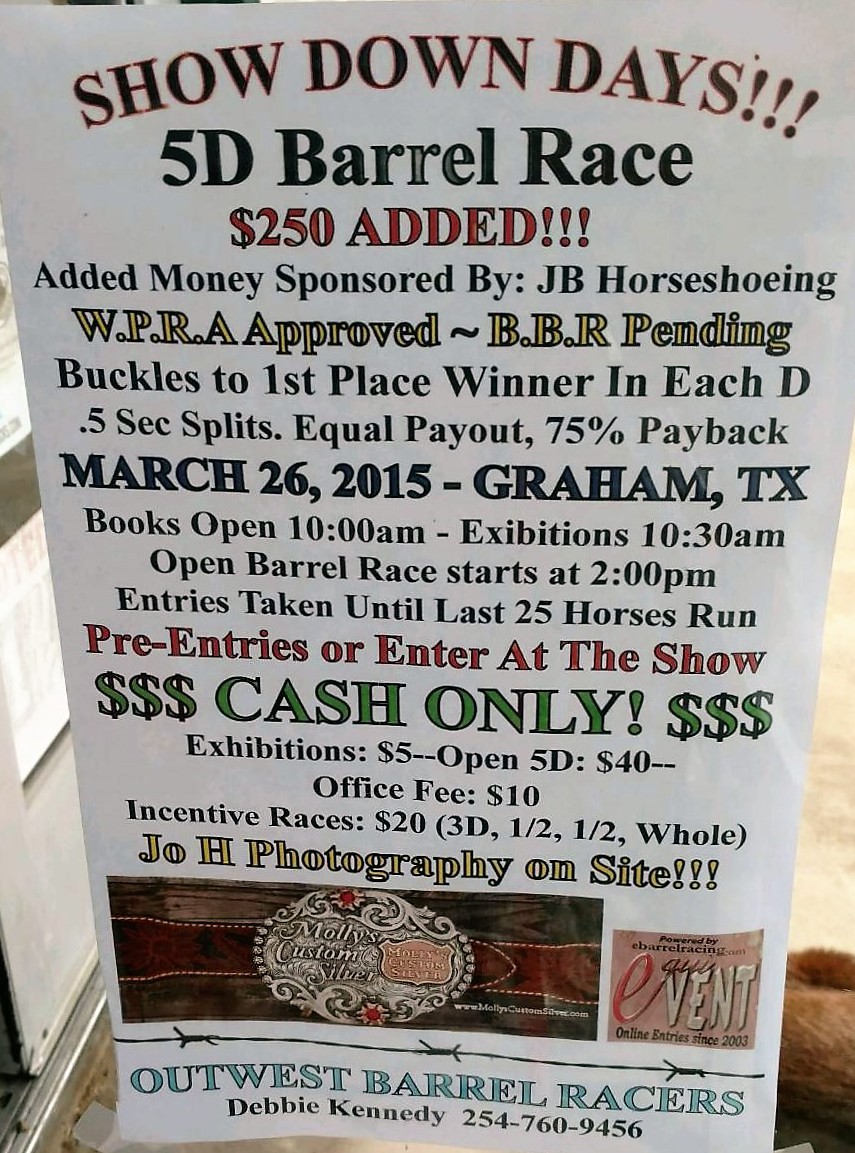 SHOW DOWN DAYS!!!
5D Barrel Race
$250 ADDED!!!
Added Money Sponsored By: JB Horseshoeing
W.P.R.A Approved ~ B.B.R Pending
Buckles to 1st Place Winner In Each D
.5 Sec Splits. Equal Payout, 75% Payback
MARCH 26, 2015 - GRAHAM, TX
Books Open 10:00am - Exibitions 10:30am
Open Barrel Race starts at 2:00pm
Entries Taken Until Last 25 Horses Run
Pre-Entries or Enter At The Show
$$$ CASH ONLY! $$$
Exhibitions: $5--Open 5D: $40--
Office Fee: $10
Incentive Races: $20 (3D, 1/2, 1/2, Whole)
Jo H Photography on Site!!!
Mollys
Custom
Silver
MOLLY'S
CUSTOM
SILVER
www.MollysCustomSilver.com
Powered by
ebarrelracing.com
equi
eVENT
Online Entries since 2003
OUTWEST BARREL RACERS
Debbie Kennedy 254-760-9456